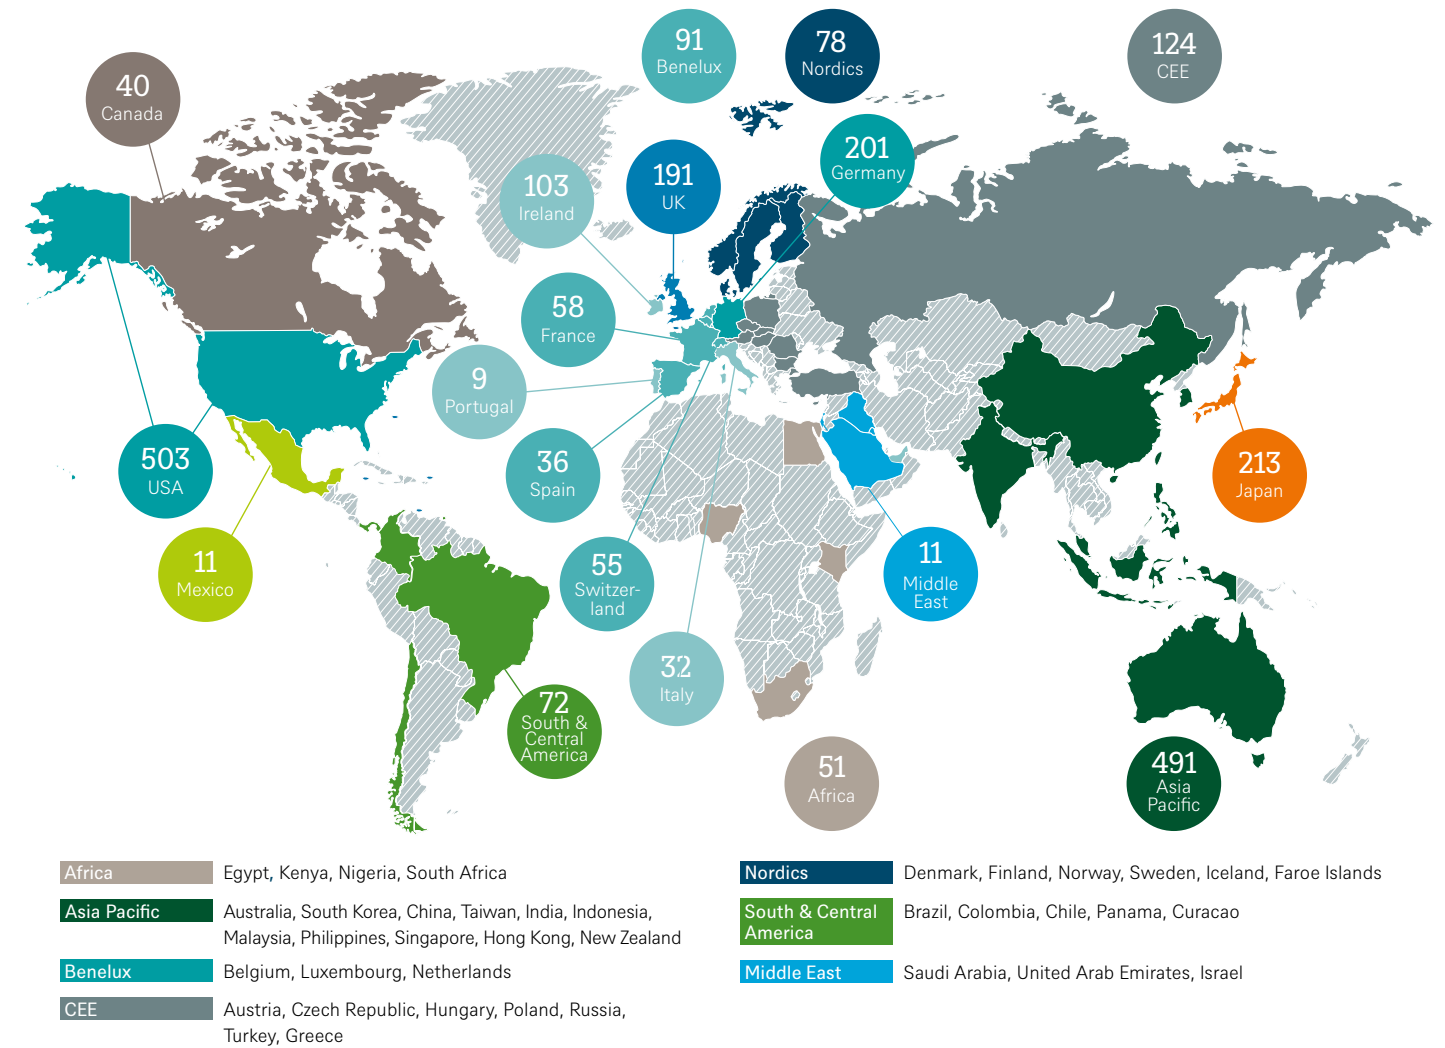 91
Benelux
78
Nordics
124
CEE
40
Canada
201
Germany
103
Ireland
191
UK
58
France
9
Portugal
503
USA
36
Spain
213
Japan
11
Mexico
55
Switzer-
land
11
Middle
East
32
Italy
72
South &
Central
America
51
Africa
491
Asia
Pacific
Africa Egypt, Kenya, Nigeria, South Africa
Asia Pacific Australia, South Korea, China, Taiwan, India, Indonesia,
Malaysia, Philippines, Singapore, Hong Kong, New Zealand
Benelux Belgium, Luxembourg, Netherlands
CEE Austria, Czech Republic, Hungary, Poland, Russia,
Turkey, Greece
Nordics Denmark, Finland, Norway, Sweden, Iceland, Faroe Islands
South & Central Brazil, Colombia, Chile, Panama, Curacao
America
Middle East Saudi Arabia, United Arab Emirates, Israel